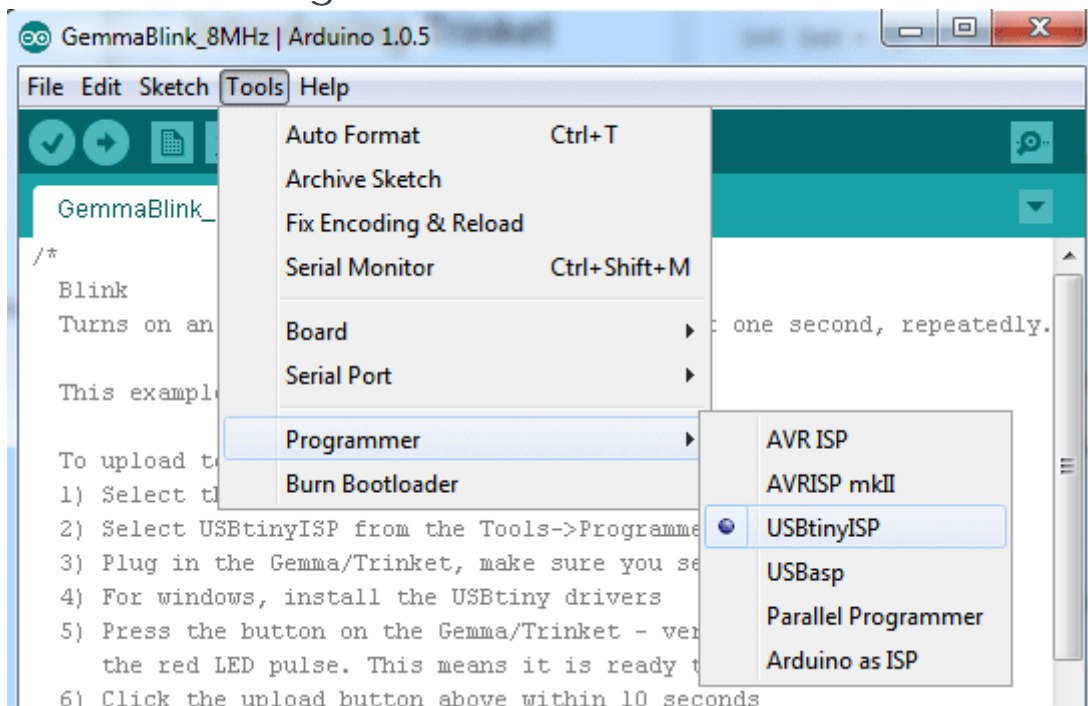 GemmaBlink_8MHz | Arduino 1.0.5
File Edit Sketch Tools Help
Auto Format Ctrl+T
Archive Sketch
GemmaBlink_
Fix Encoding & Reload
/*
Serial Monitor Ctrl+Shift+M
Blink
Turns on an one second, repeatedly.
Board
Serial Port
This exampl
Programmer
AVR ISP
To upload t
Burn Bootloader
AVRISP mkII
1) Select t
2) Select USBtinyISP from the Tools->Programme
USBtinyISP
3) Plug in the Gemma/Trinket, make sure you se
USBasp
4) For windows, install the USBtiny drivers
5) Press the button on the Gemma/Trinket - ver
Parallel Programmer
the red LED pulse. This means it is ready t
Arduino as ISP
6) Click the upload button above within 10 seconds